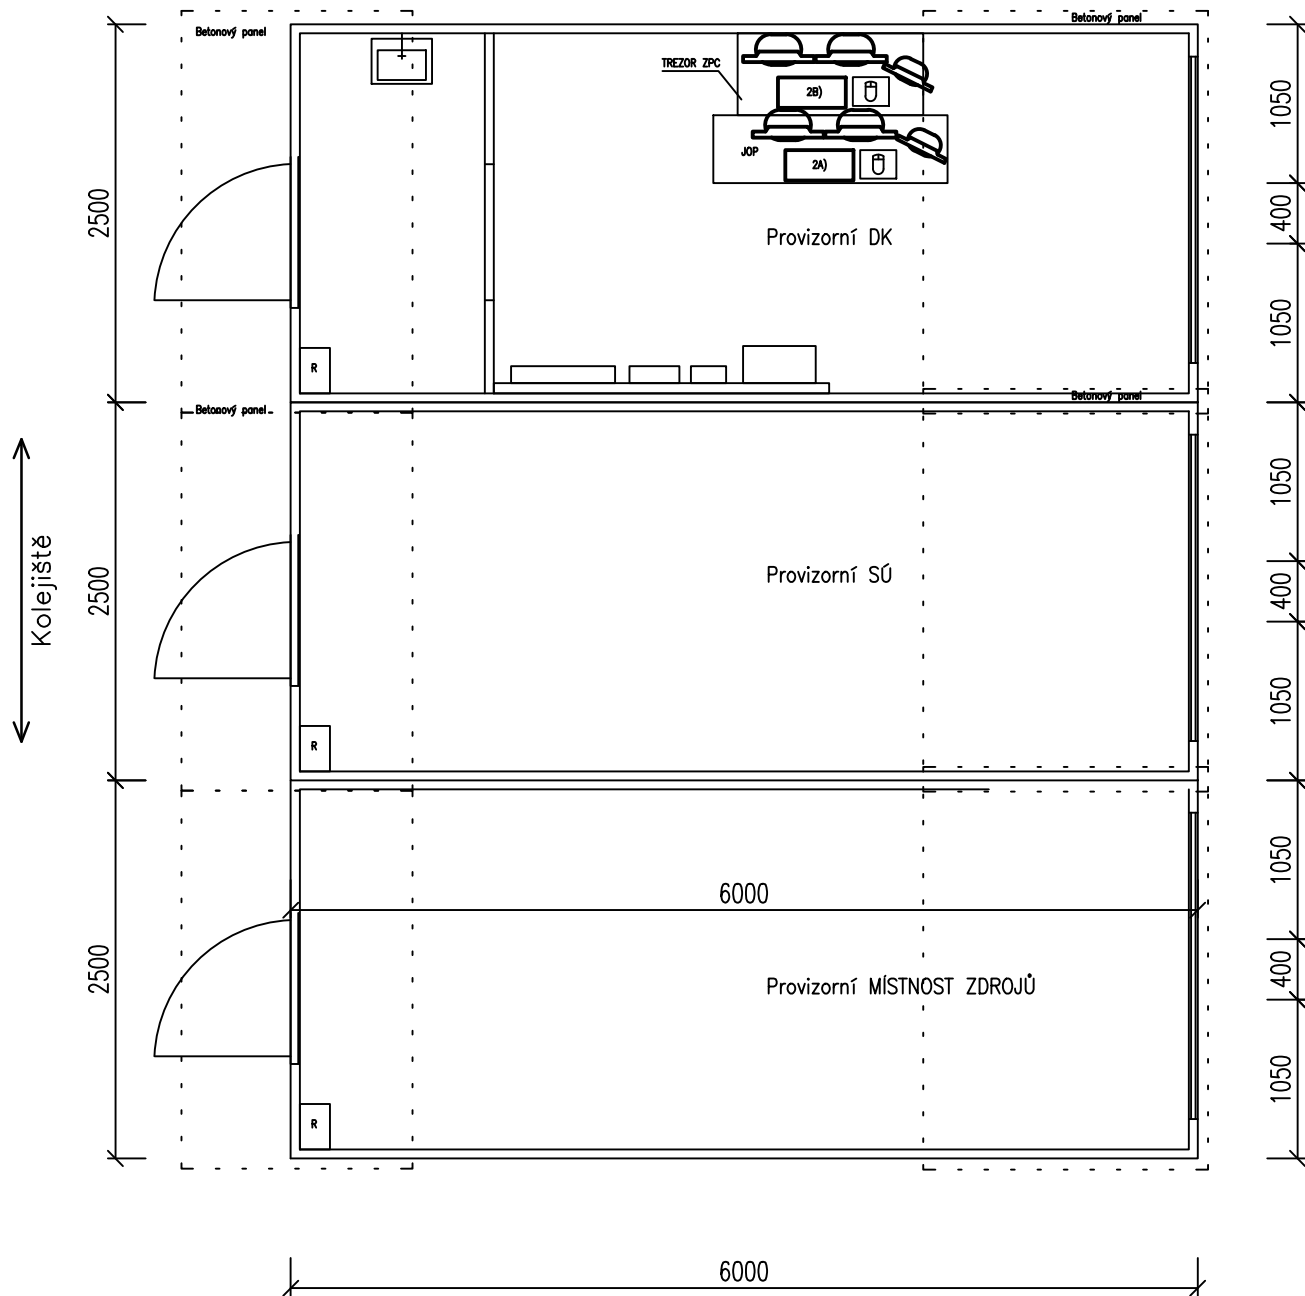 Betonový panel
Betonový panel
TREZOR ZPC
2B)
JOP
2A)
Provizorní DK
R
2500
1050
400
1050
Betonový panel
Betonový panel
Kolejiště
Provizorní SÚ
R
2500
1050
400
1050
6000
Provizorní MÍSTNOST ZDROJŮ
R
2500
1050
400
1050
6000